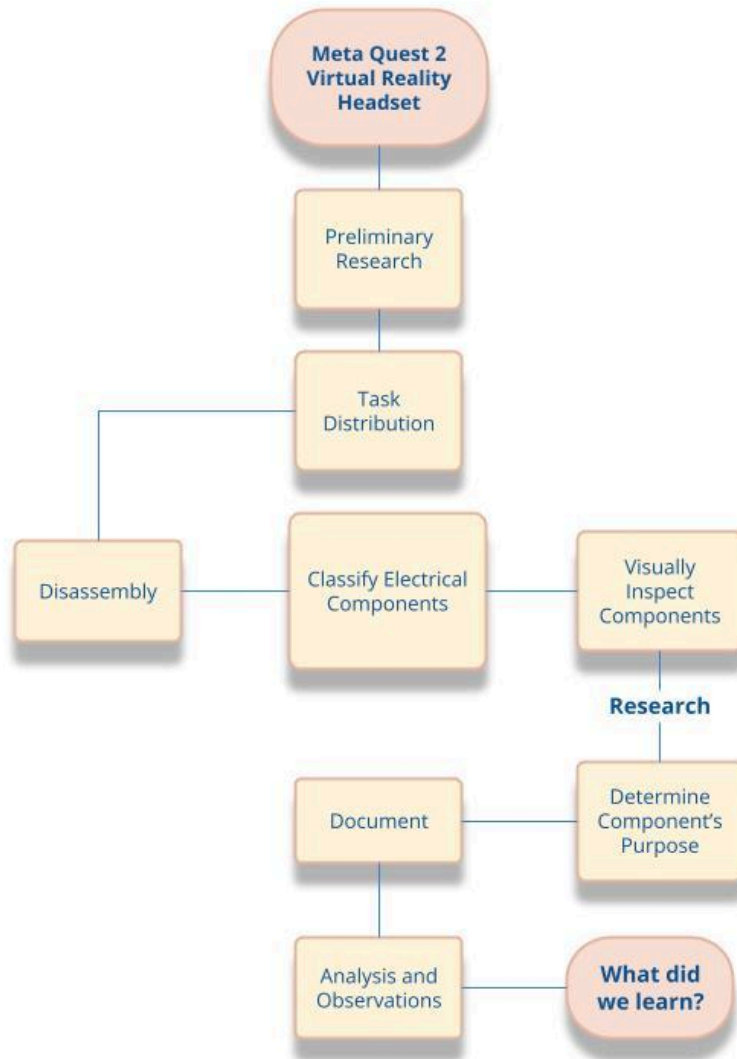 Meta Quest 2
Virtual Reality
Headset
Preliminary
Research
Task
Distribution
Disassembly
Classify Electrical
Components
Visually
Inspect
Components
Research
Determine
Component's
Purpose
Document
Analysis and
Observations
What did
we learn?